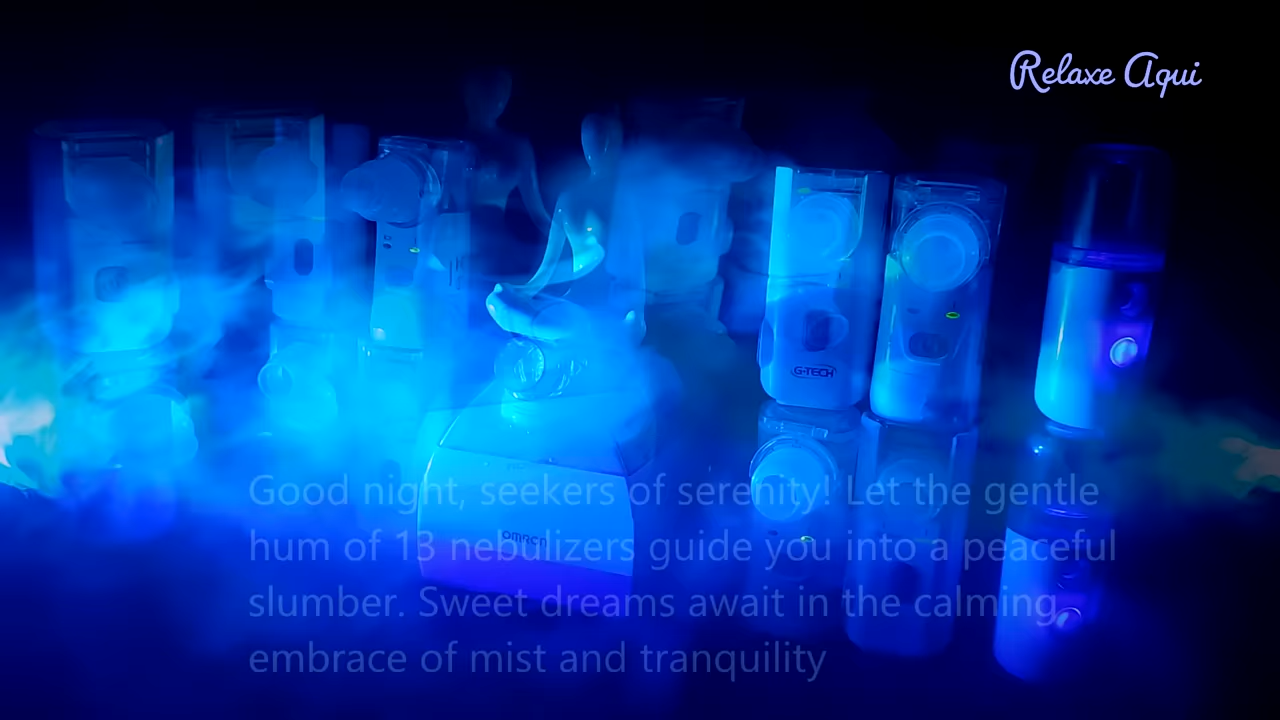 Relaxe Aqui
G-TECH
Good night, seekers of serenity! Let the gentle
hum of 13 nebulizers guide you into a peaceful
slumber. Sweet dreams await in the calming
embrace of mist and tranquility
OMRON